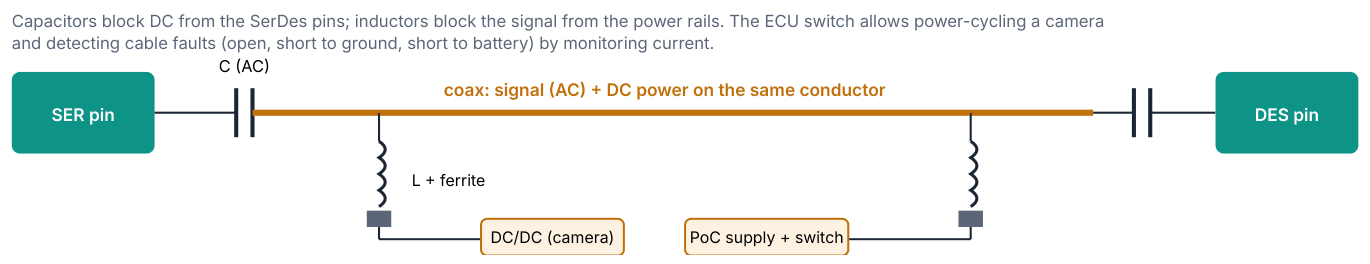 Capacitors block DC from the SerDes pins; inductors block the signal from the power rails. The ECU switch allows power-cycling a camera
and detecting cable faults (open, short to ground, short to battery) by monitoring current.
C (AC)
coax: signal (AC) + DC power on the same conductor
SER pin
DES pin
L + ferrite
DC/DC (camera)
PoC supply + switch